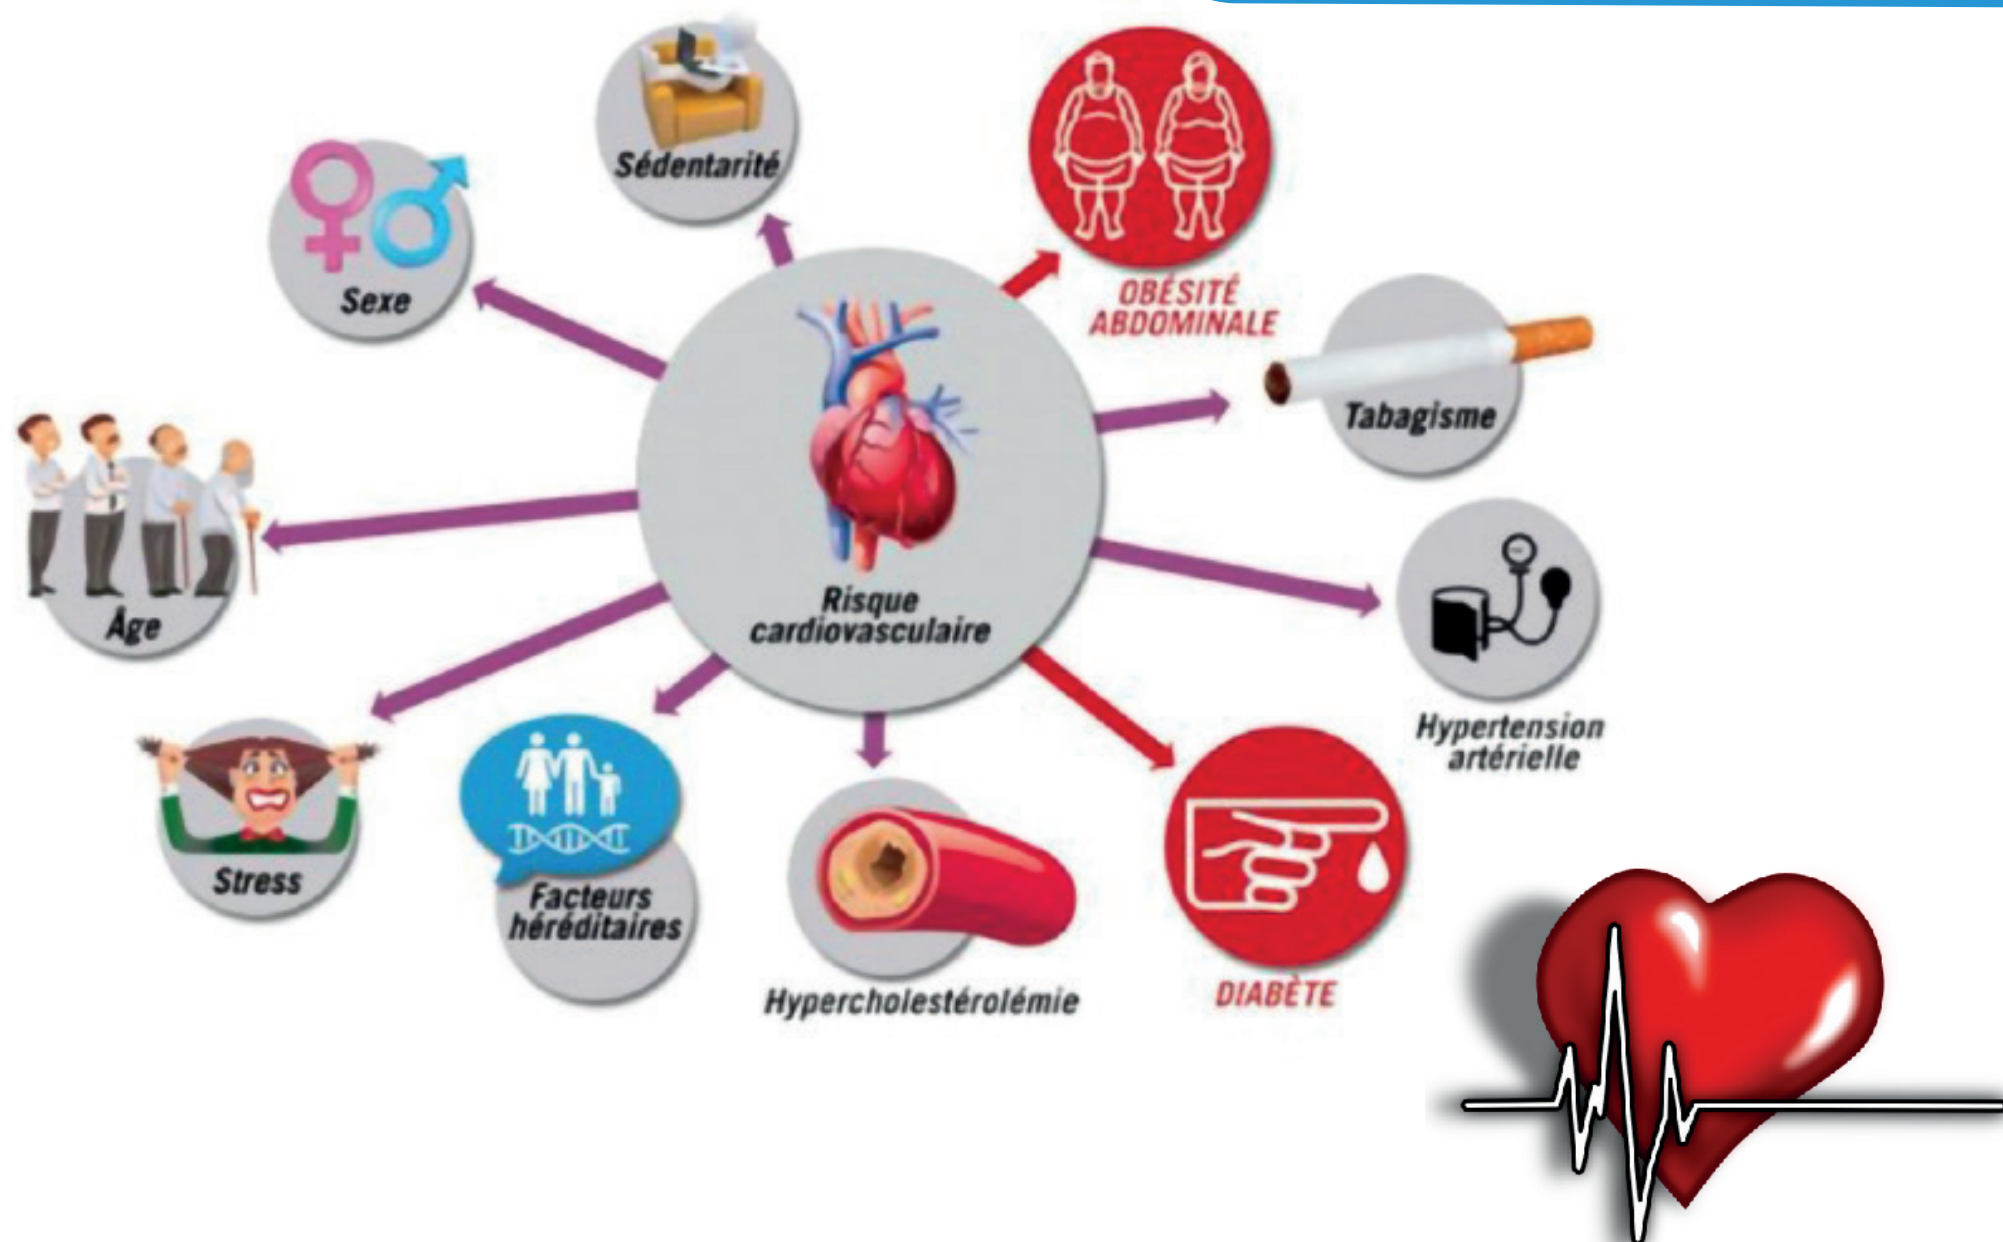 Sédentarité
OBÉSITÉ
ABDOMINALE
Sexe
Tabagisme
Risque
cardiovasculaire
Âge
Hypertension
artérielle
Stress
Facteurs
héréditaires
Hypercholestérolémie
DIABÈTE